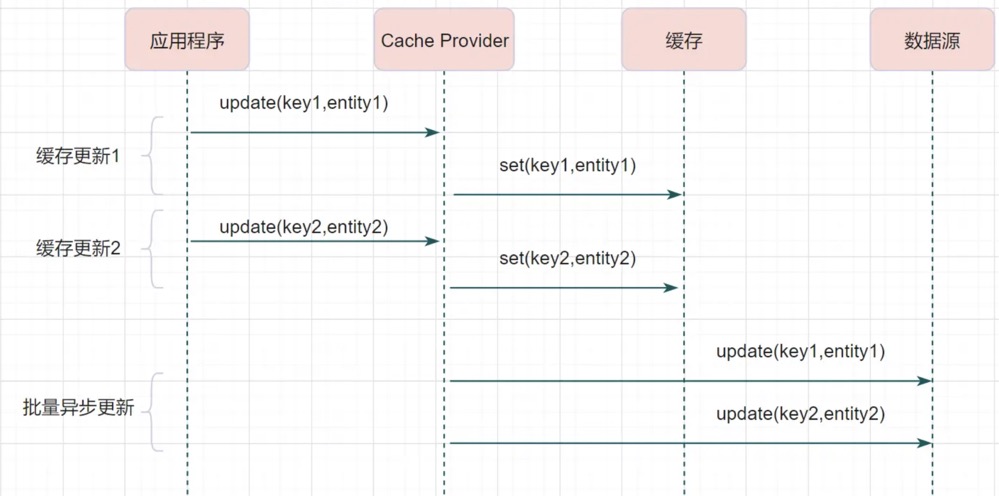 应用程序
Cache Provider
缓存
数据源
update(key1,entity1)
缓存更新1
set(key1,entity1)
update(key2,entity2)
缓存更新2
set(key2,entity2)
update(key1,entity1)
批量异步更新
update(key2,entity2)